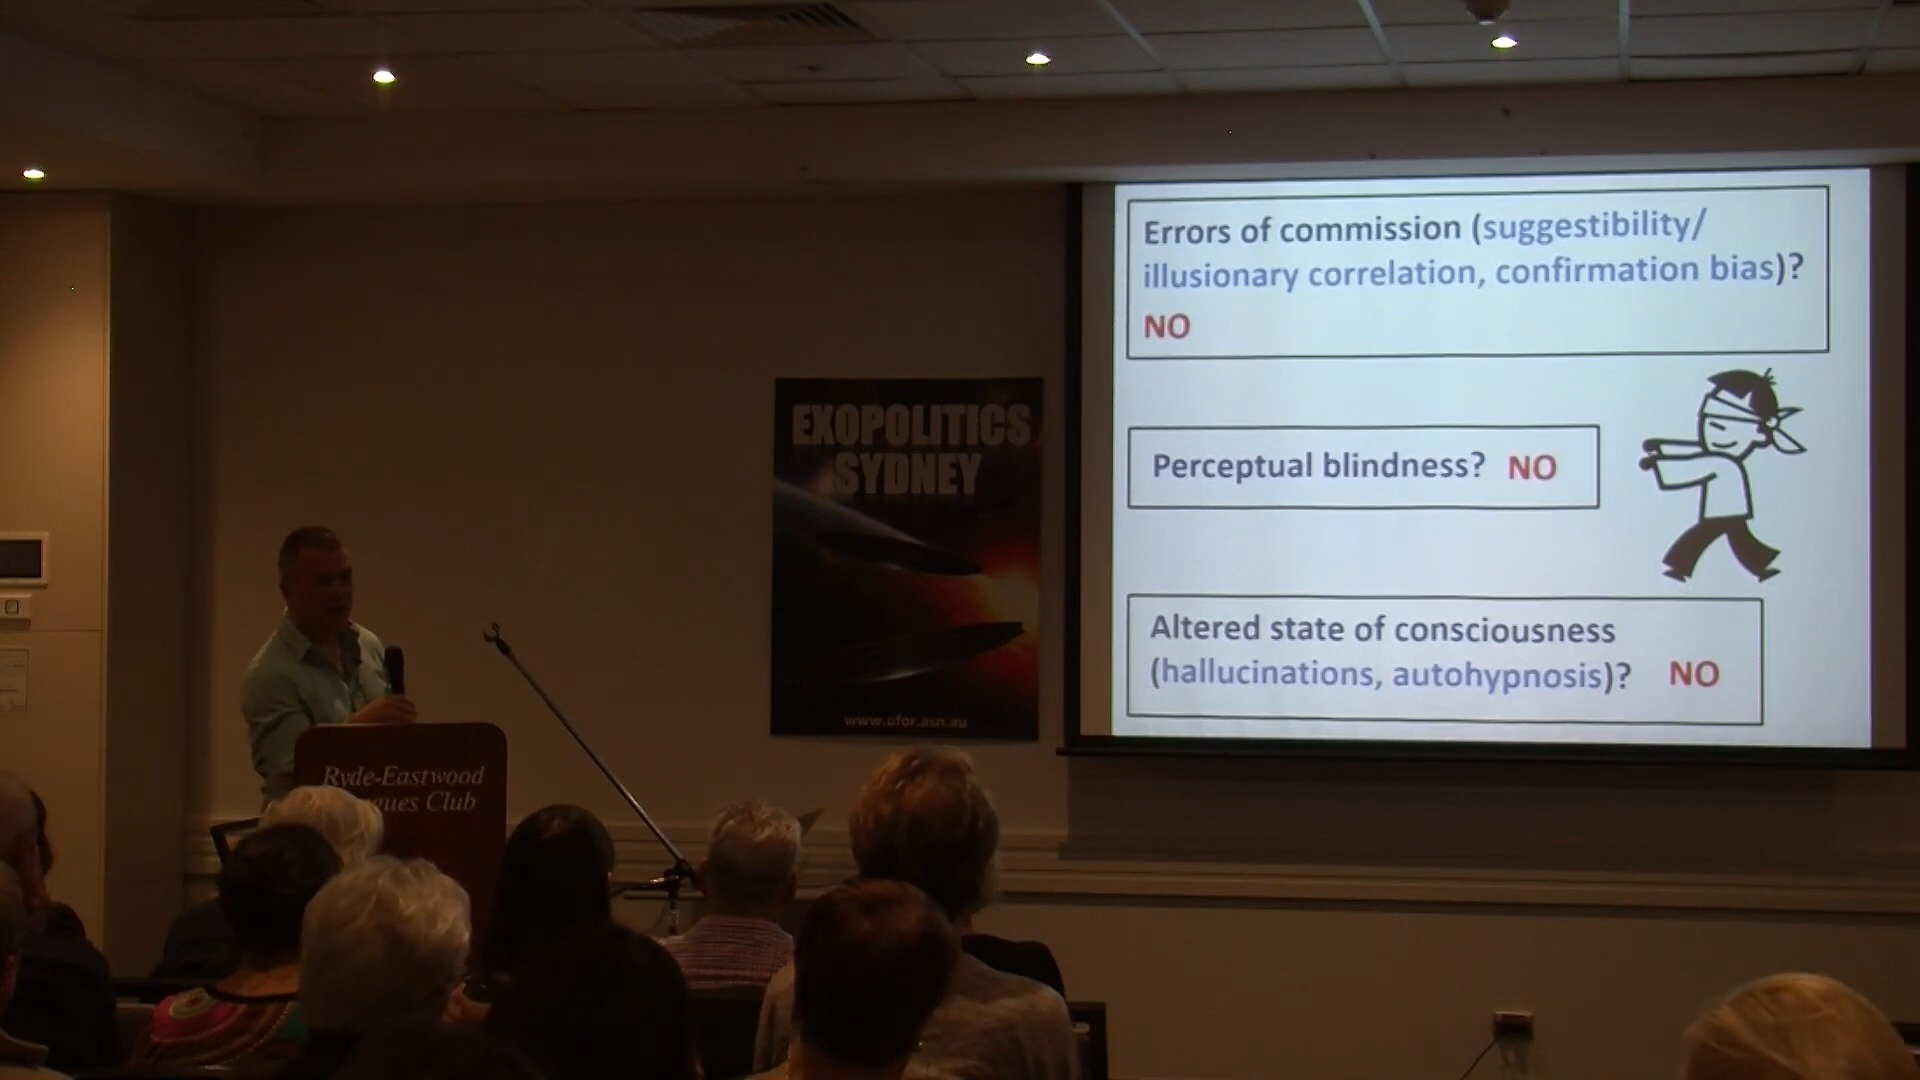 Errors of commission (suggestibility/
illusionary correlation, confirmation bias)?
NO
Perceptual blindness? NO
Altered state of consciousness
(hallucinations, autohypnosis)? NO
EXOPOLITICS
SYDNEY
www.ufor.asn.au
Ryde-Eastwood
gues Club